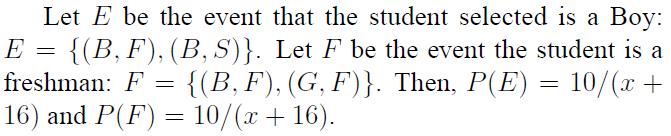 Let E be the event that the student selected is a Boy:
E = {(B, F), (B, S)}. Let F be the event the student is a
freshman: F = {(B, F), (G, F)}. Then, P(E) = 10/(x +
16) and P(F) = 10/(x + 16).